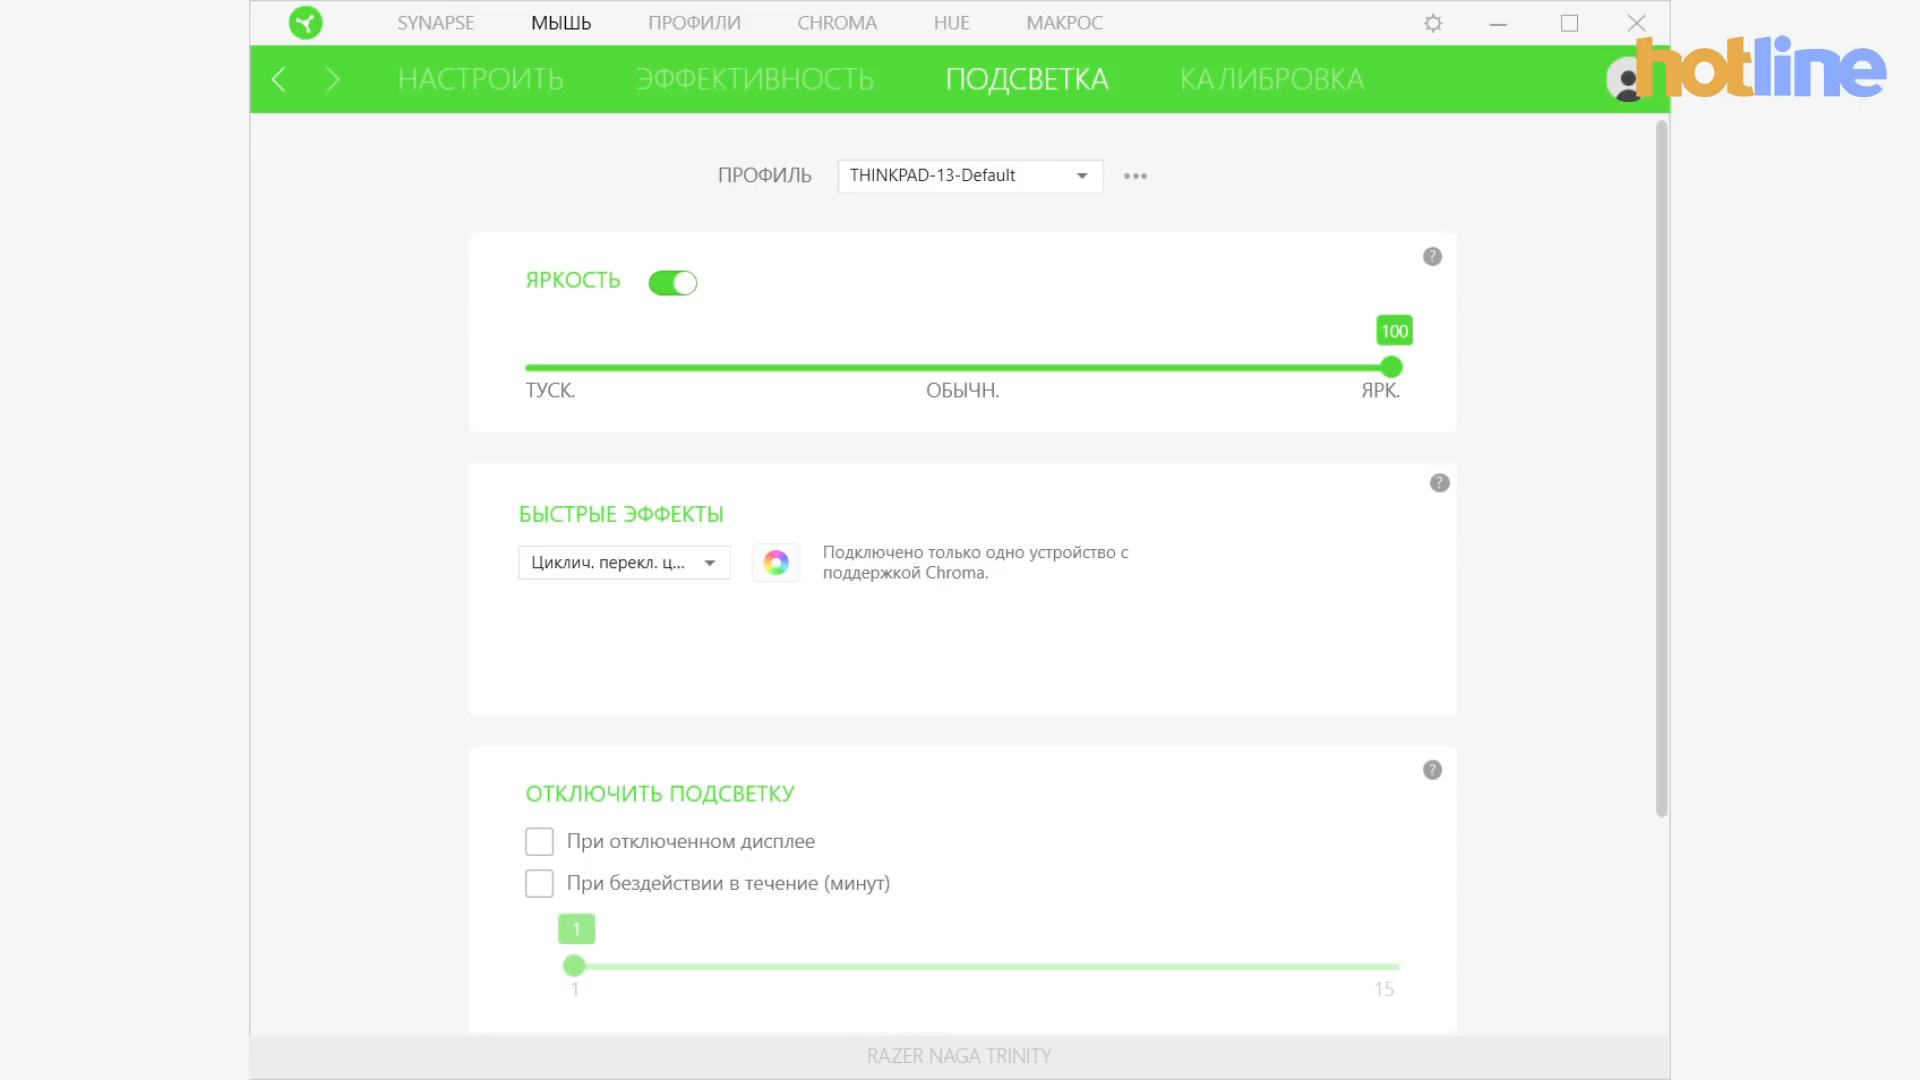 SYNAPSE МЫШЬ ПРОФИЛИ CHROMA HUE МАКРОС
НАСТРОИТЬ ЭФФЕКТИВНОСТЬ ПОДСВЕТКА КАЛИБРОВКА
hotline
ПРОФИЛЬ THINKPAD-13-Default
ЯРКОСТЬ
?
100
ТУСК. ОБЫЧН. ЯРК.
?
БЫСТРЫЕ ЭФФЕКТЫ
Циклич. перекл. ц...
Подключено только одно устройство с
поддержкой Chroma.
?
ОТКЛЮЧИТЬ ПОДСВЕТКУ
При отключенном дисплее
При бездействии в течение (минут)
1
1 15
RAZER NAGA TRINITY